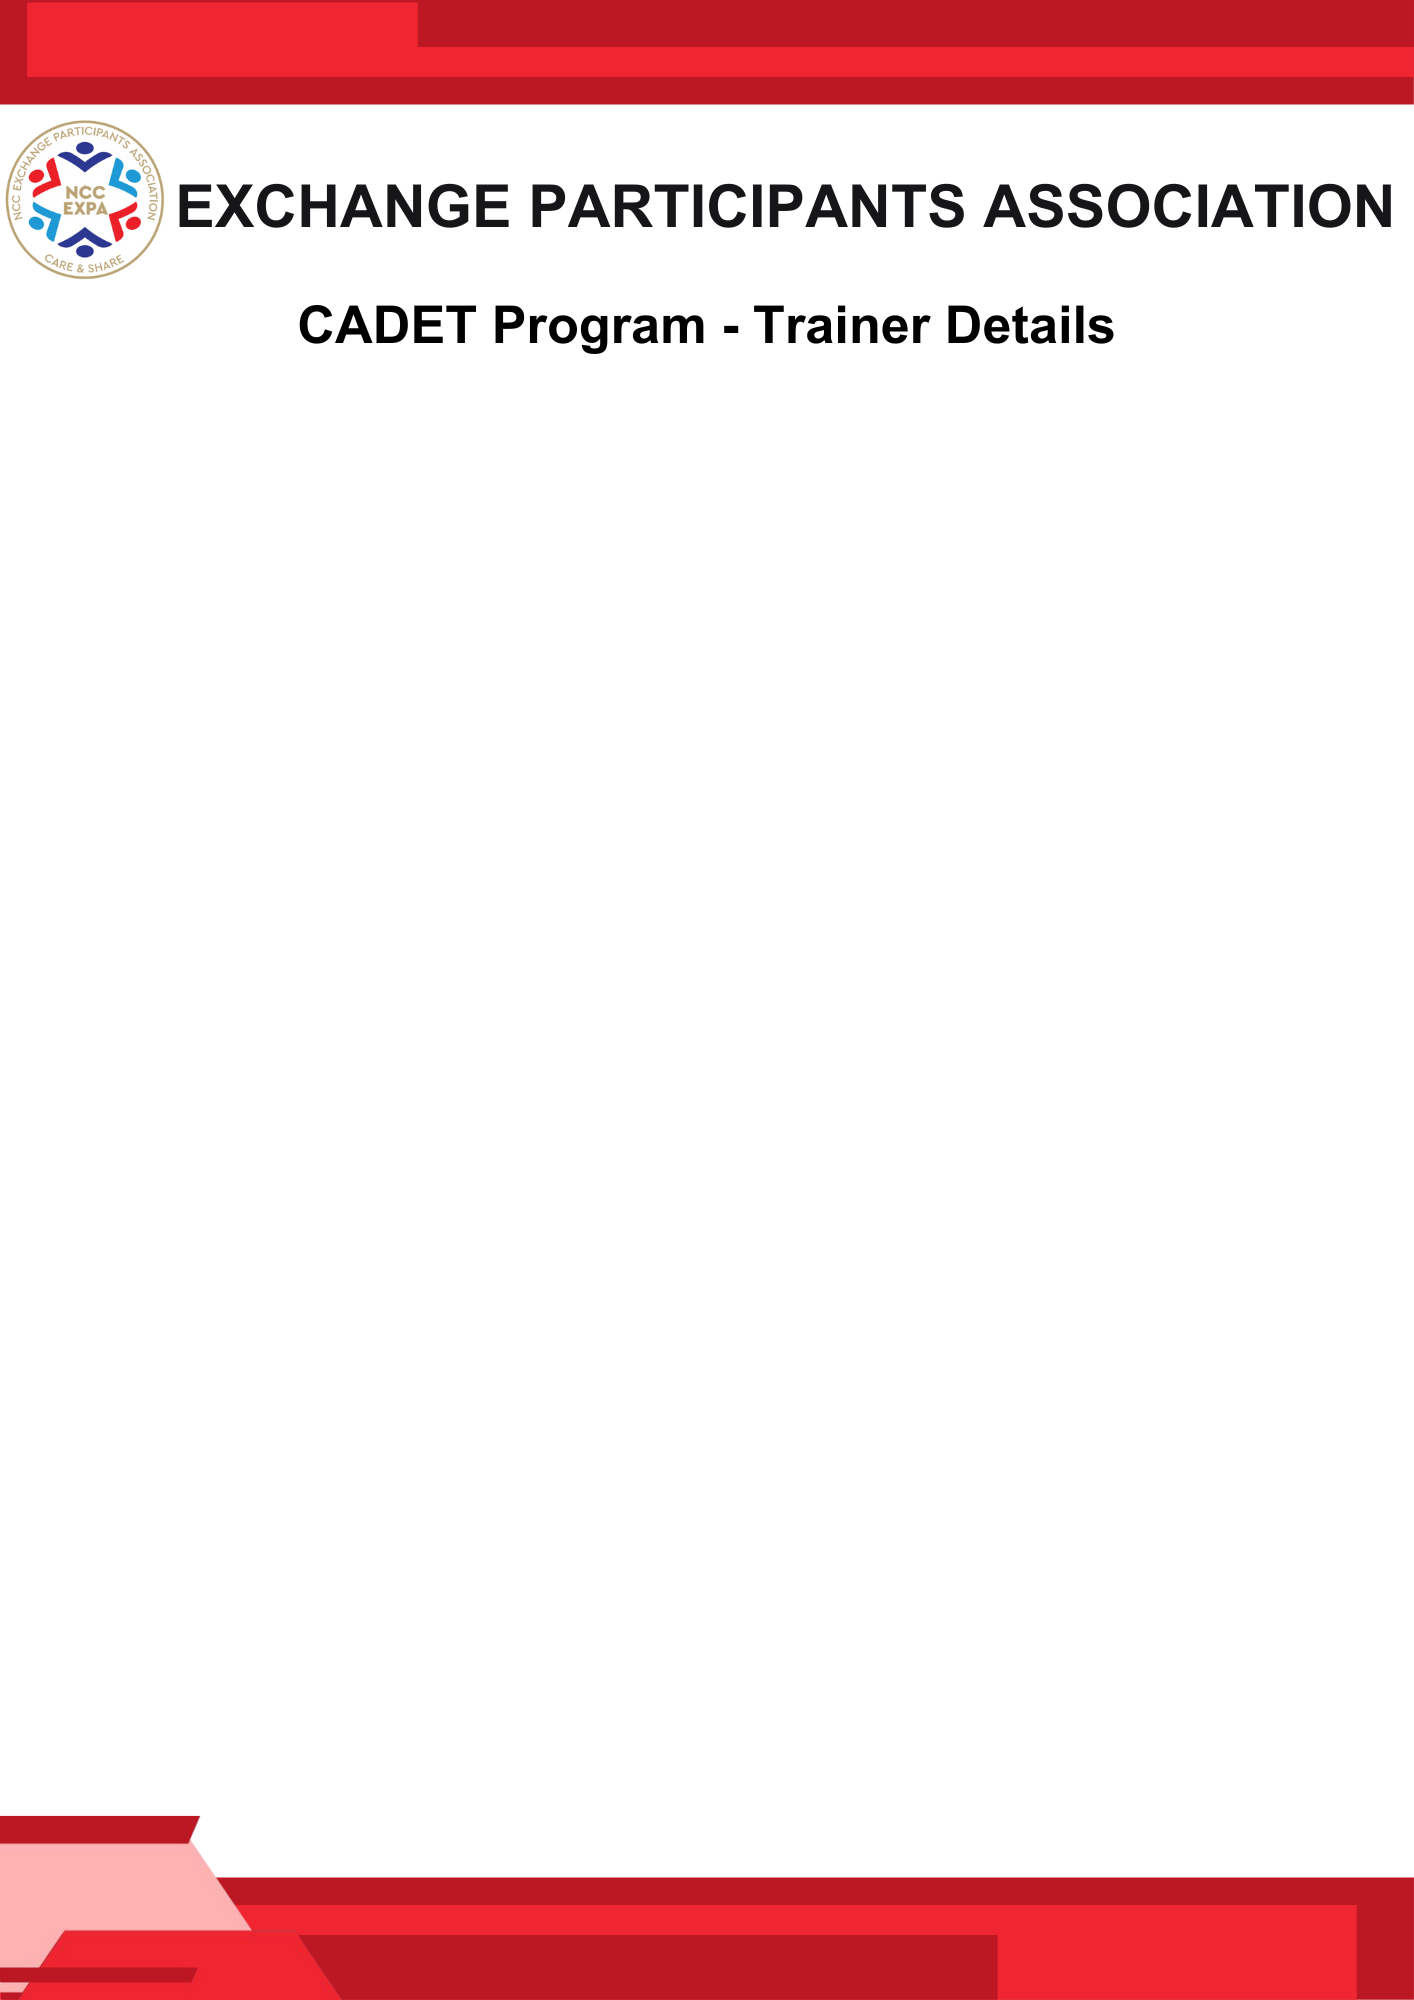 NCC EXCHANGE PARTICIPANTS ASSOCIATION
NCC
EXPA
CARE & SHARE
EXCHANGE PARTICIPANTS ASSOCIATION
CADET Program - Trainer Details